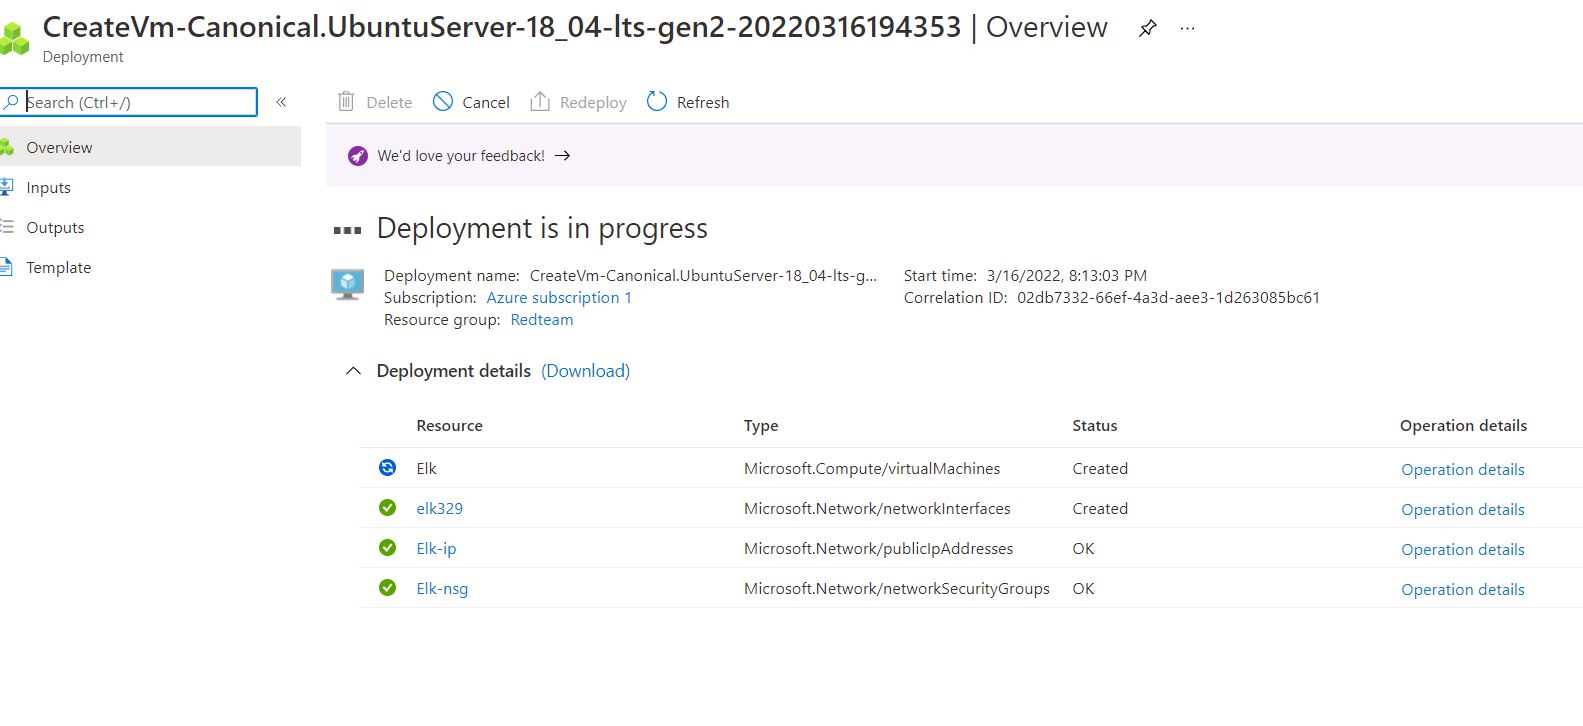 CreateVm-Canonical.UbuntuServer-18_04-lts-gen2-20220316194353 | Overview ...
Deployment
Search (Ctrl+/) «
Delete Cancel Redeploy Refresh
Overview
Inputs
Outputs
Template
We'd love your feedback! →
Deployment is in progress
Deployment name: CreateVm-Canonical.UbuntuServer-18_04-lts-g... Start time: 3/16/2022, 8:13:03 PM
Subscription: Azure subscription 1 Correlation ID: 02db7332-66ef-4a3d-aee3-1d263085bc61
Resource group: Redteam
Deployment details (Download)
Resource Type Status Operation details
Elk Microsoft.Compute/virtualMachines Created Operation details
elk329 Microsoft.Network/networkInterfaces Created Operation details
Elk-ip Microsoft.Network/publicIpAddresses OK Operation details
Elk-nsg Microsoft.Network/networkSecurityGroups OK Operation details